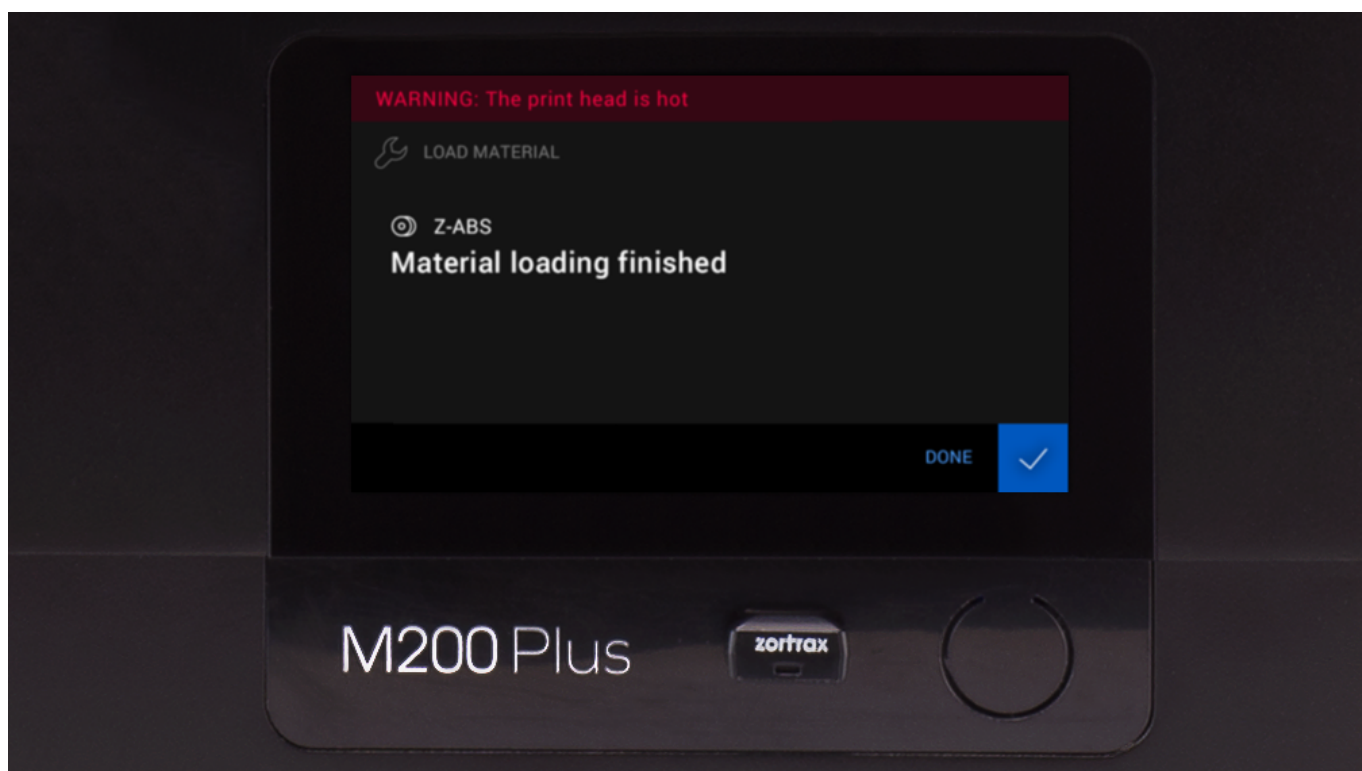 WARNING: The print head is hot
LOAD MATERIAL
Z-ABS
Material loading finished
DONE
M200 Plus
zortrax